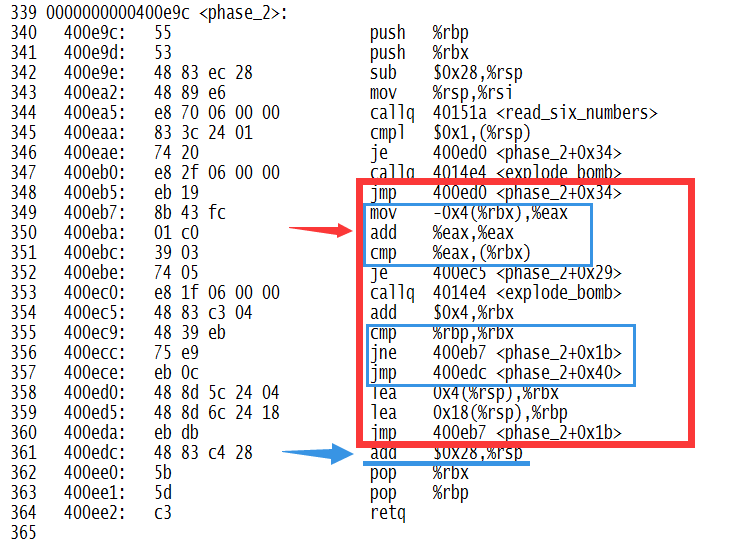 339 0000000000400e9c <phase_2>:
340 400e9c: 55 push %rbp
341 400e9d: 53 push %rbx
342 400e9e: 48 83 ec 28 sub $0x28,%rsp
343 400ea2: 48 89 e6 mov %rsp,%rsi
344 400ea5: e8 70 06 00 00 callq 40151a <read_six_numbers>
345 400eaa: 83 3c 24 01 cmpl $0x1,(%rsp)
346 400eae: 74 20 je 400ed0 <phase_2+0x34>
347 400eb0: e8 2f 06 00 00 callq 4014e4 <explode_bomb>
348 400eb5: eb 19 jmp 400ed0 <phase_2+0x34>
349 400eb7: 8b 43 fc mov -0x4(%rbx),%eax
350 400eba: 01 c0 add %eax,%eax
351 400ebc: 39 03 cmp %eax,(%rbx)
352 400ebe: 74 05 je 400ec5 <phase_2+0x29>
353 400ec0: e8 1f 06 00 00 callq 4014e4 <explode_bomb>
354 400ec5: 48 83 c3 04 add $0x4,%rbx
355 400ec9: 48 39 eb cmp %rbp,%rbx
356 400ecc: 75 e9 jne 400eb7 <phase_2+0x1b>
357 400ece: eb 0c jmp 400edc <phase_2+0x40>
358 400ed0: 48 8d 5c 24 04 lea 0x4(%rsp),%rbx
359 400ed5: 48 8d 6c 24 18 lea 0x18(%rsp),%rbp
360 400eda: eb db jmp 400eb7 <phase_2+0x1b>
361 400edc: 48 83 c4 28 add $0x28,%rsp
362 400ee0: 5b pop %rbx
363 400ee1: 5d pop %rbp
364 400ee2: c3 retq
365